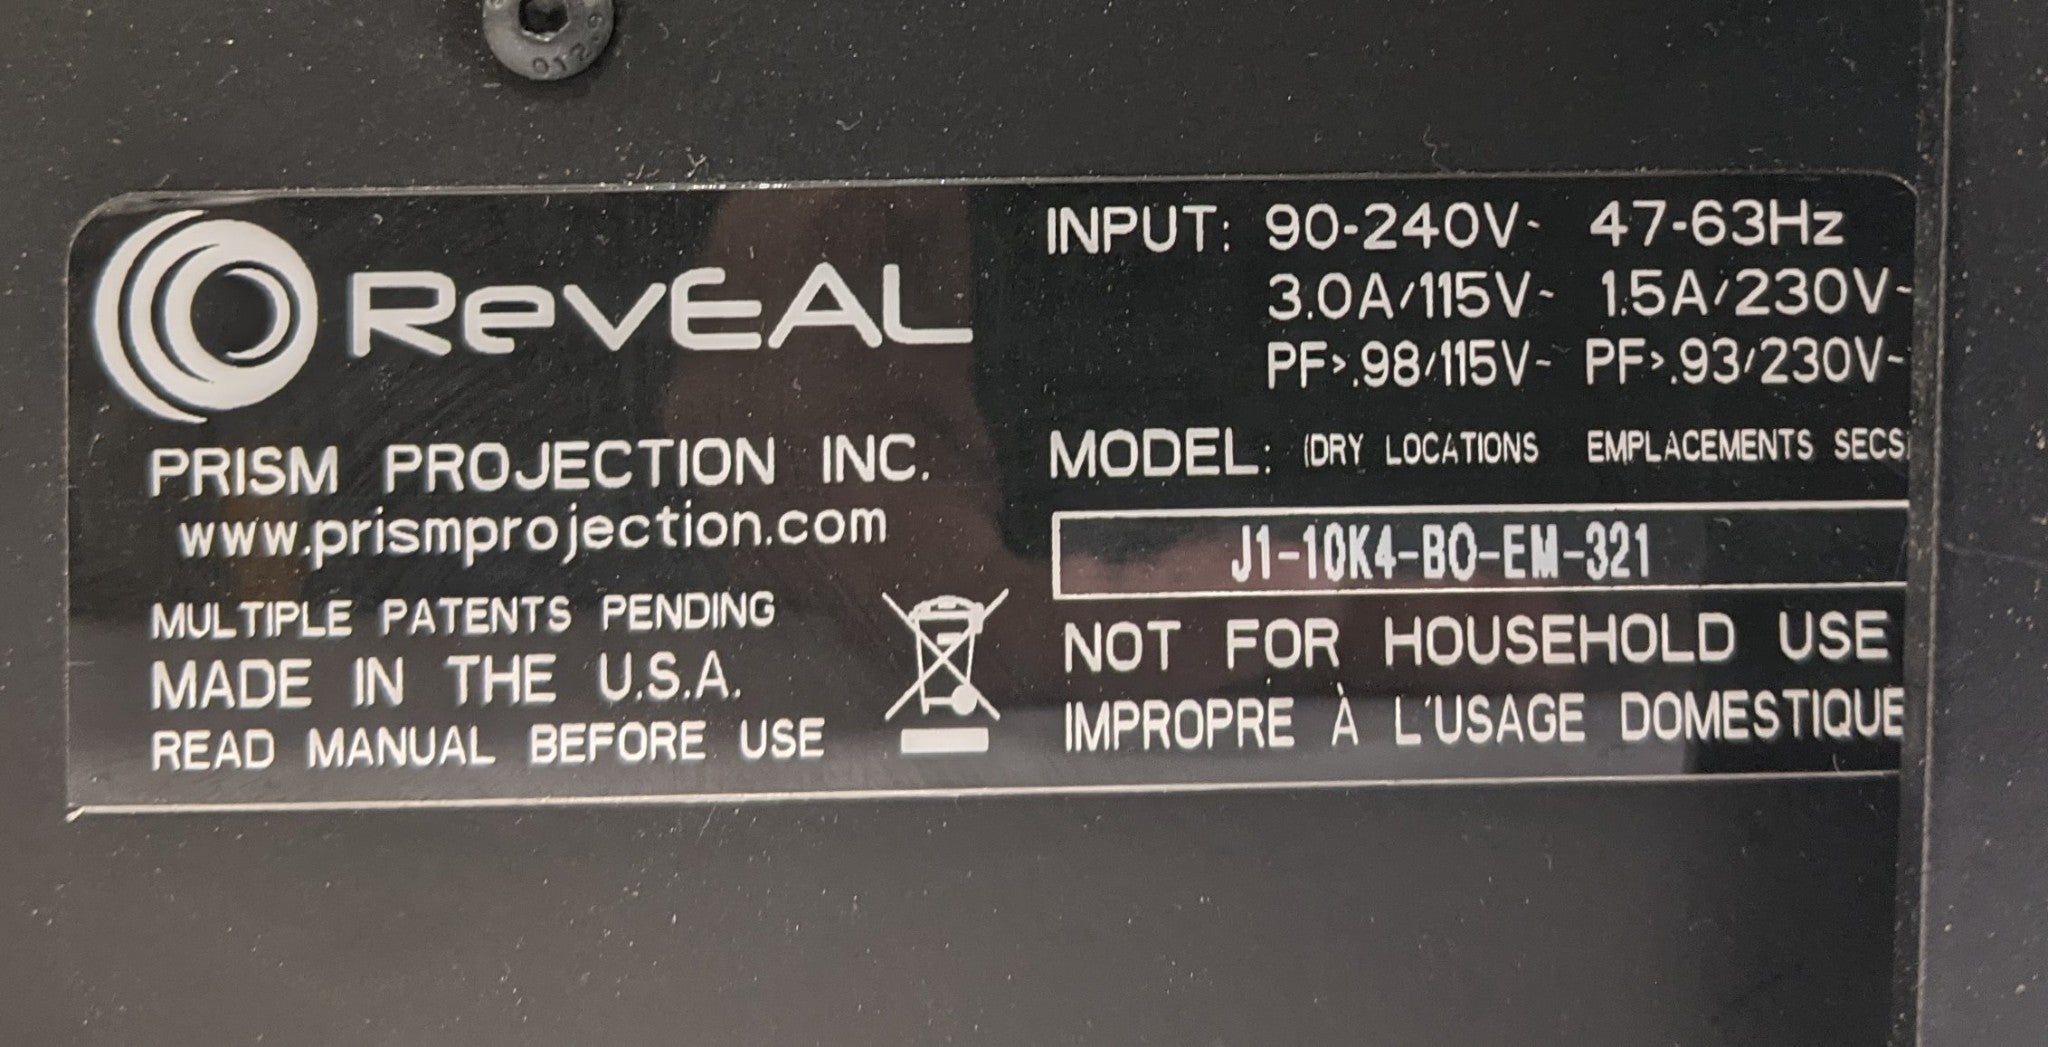 ReVEAL
PRISM PROJECTION INC.
www.prismprojection.com
MULTIPLE PATENTS PENDING
MADE IN THE U.S.A.
READ MANUAL BEFORE USE
INPUT: 90-240V~ 47-63Hz
3.0A/115V~ 1.5A/230V~
PF>.98/115V~ PF>.93/230V~
MODEL: (DRY LOCATIONS EMPLACEMENTS SECS)
J1-10K4-BO-EM-321
NOT FOR HOUSEHOLD USE
IMPROPRE À L'USAGE DOMESTIQUE